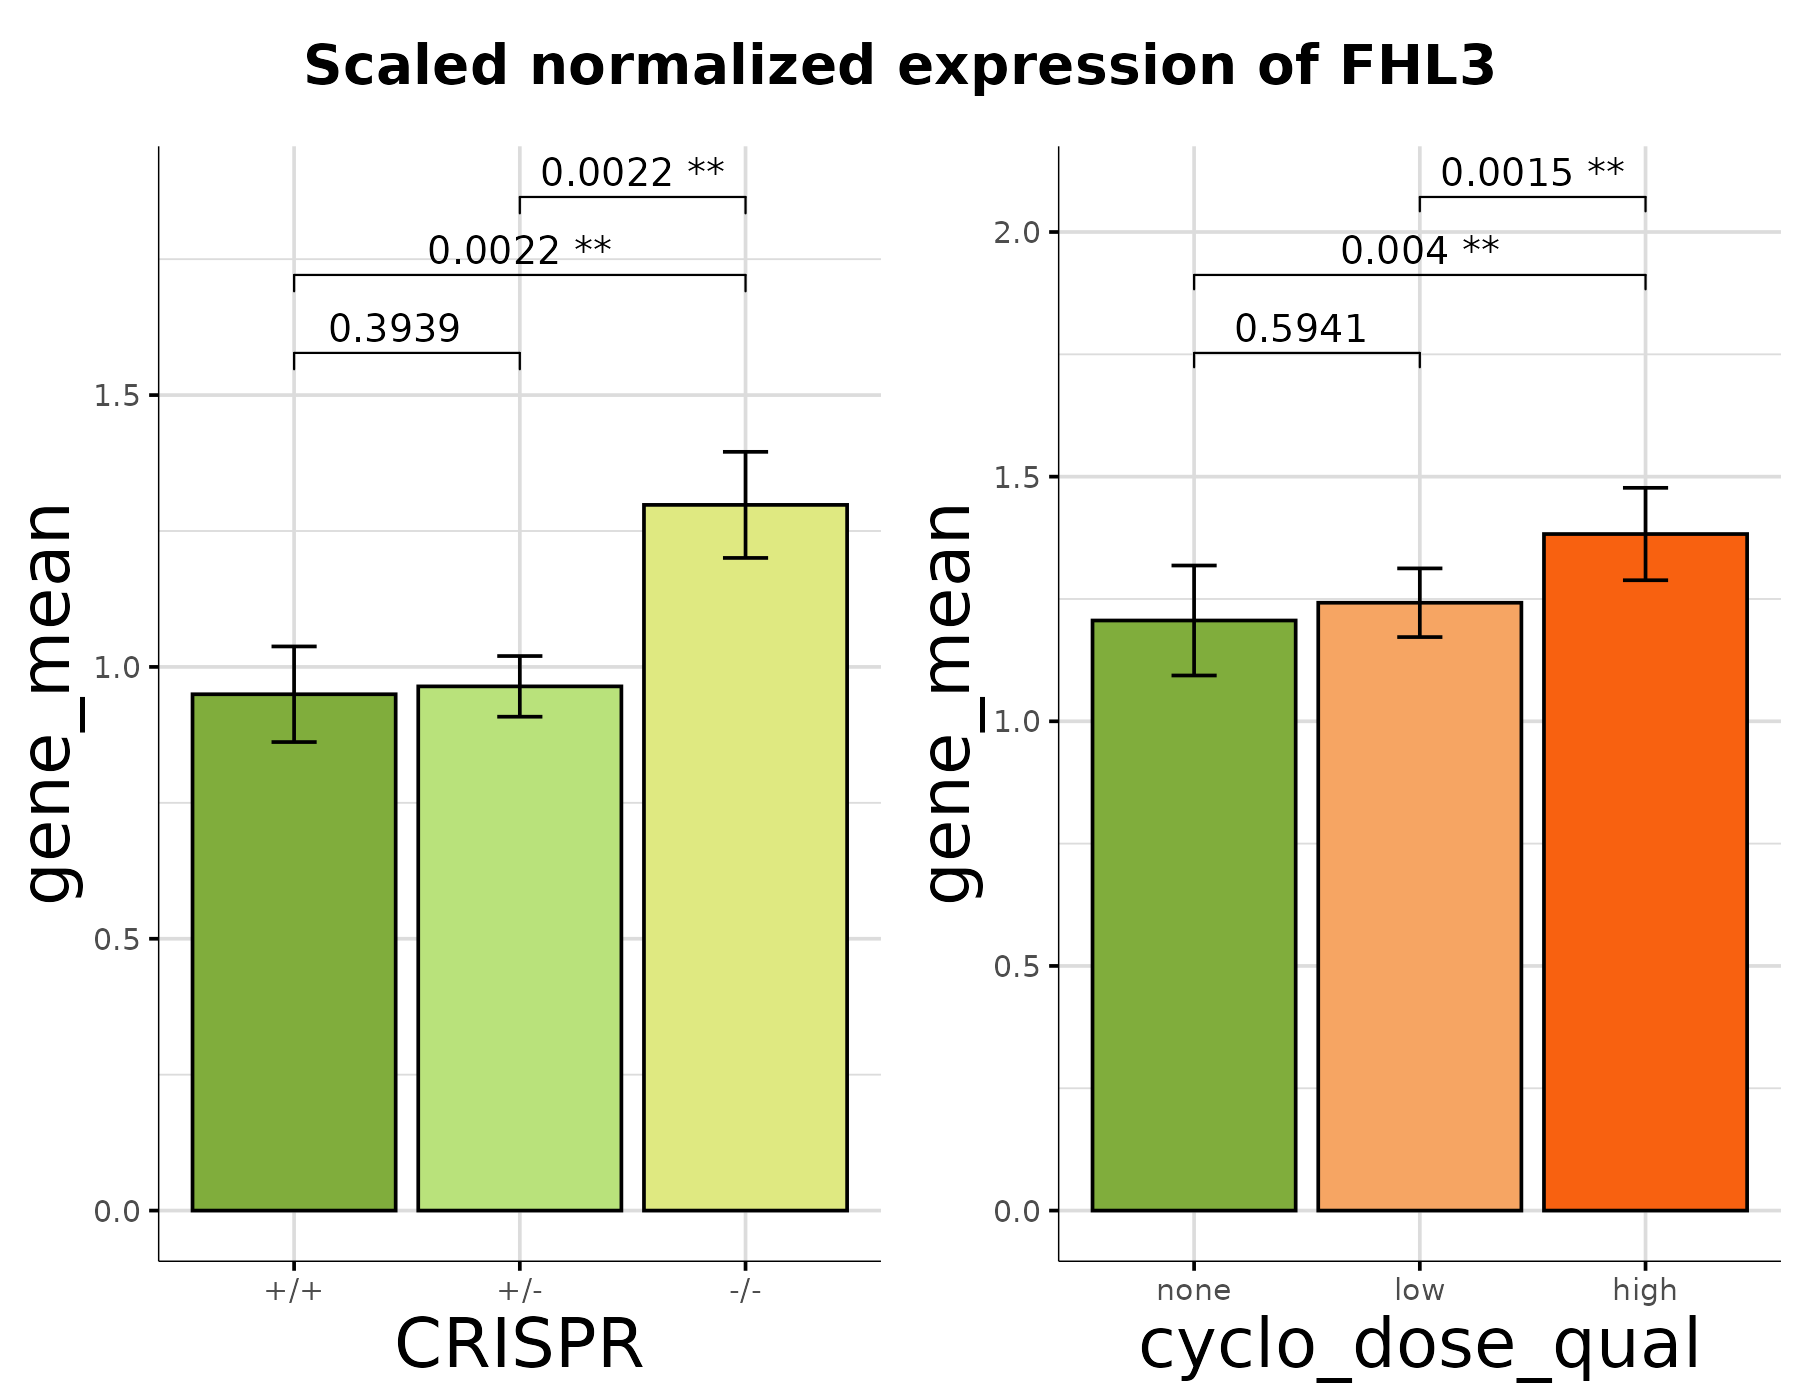 Scaled normalized expression of FHL3
gene_mean
0.0022 **
0.0022 **
0.3939
1.5
1.0
0.5
0.0
+/+
+/-
-/-
CRISPR
gene_mean
0.0015 **
2.0
0.004 **
0.5941
1.5
1.0
0.5
0.0
none
low
high
cyclo_dose_qual